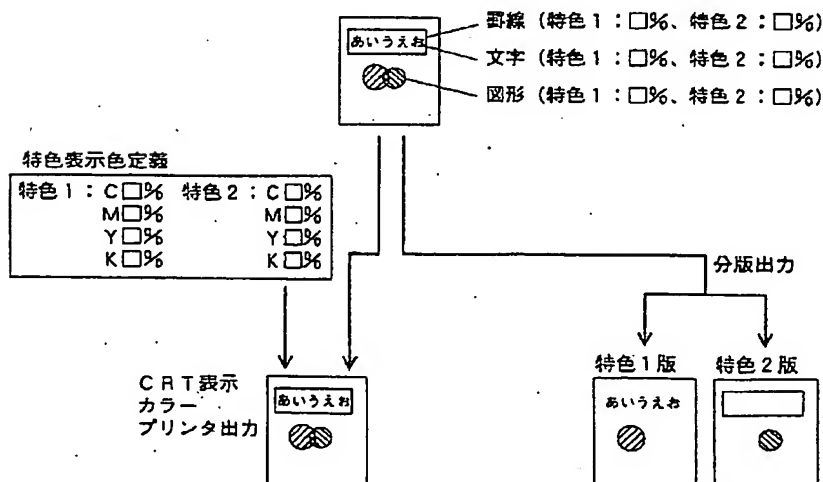 罫線（特色1：□%、特色2：□%）
あいうえお
文字（特色1：□%、特色2：□%）
図形（特色1：□%、特色2：□%）
特色表示色定義
特色1：C□% 特色2：C□%
M□% M□%
Y□% Y□%
K□% K□%
分版出力
特色1版 特色2版
CRT表示
カラー
プリンタ出力
あいうえお
あいうえお